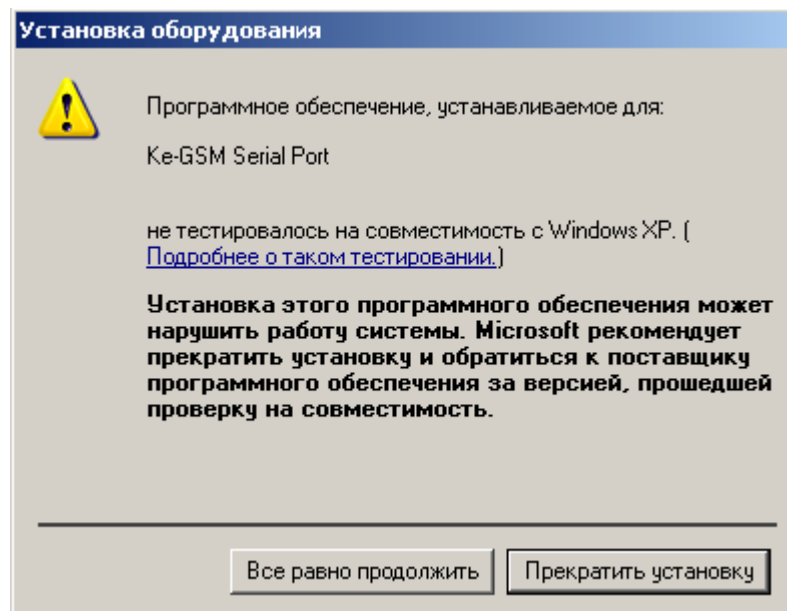 Установка оборудования
Программное обеспечение, устанавливаемое для:
Ke-GSM Serial Port
не тестировалось на совместимость с Windows XP. (
Подробнее о таком тестировании.)
Установка этого программного обеспечения может
нарушить работу системы. Microsoft рекомендует
прекратить установку и обратиться к поставщику
программного обеспечения за версией, прошедшей
проверку на совместимость.
Все равно продолжить
Прекратить установку